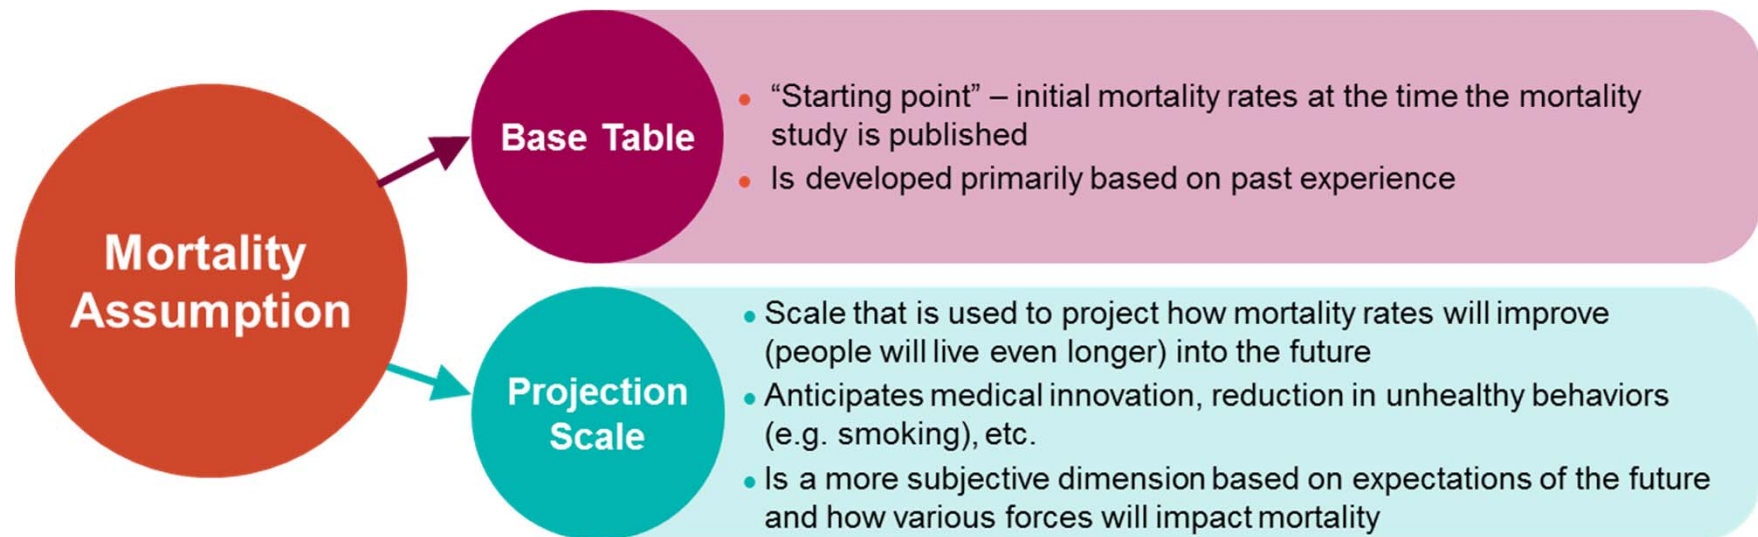 Mortality
Assumption
Base Table
• “Starting point” – initial mortality rates at the time the mortality
study is published
• Is developed primarily based on past experience
Projection
Scale
• Scale that is used to project how mortality rates will improve
(people will live even longer) into the future
• Anticipates medical innovation, reduction in unhealthy behaviors
(e.g. smoking), etc.
• Is a more subjective dimension based on expectations of the future
and how various forces will impact mortality